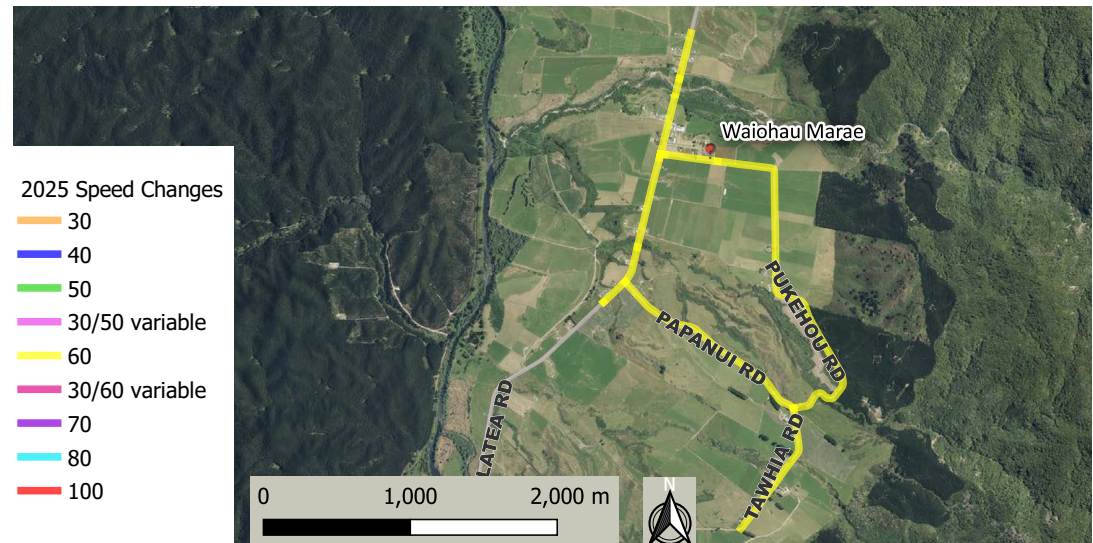 Waiohau Marae
2025 Speed Changes
30
40
50
30/50 variable
60
30/60 variable
70
80
100
PUKEHOU RD
PAPANUI RD
LATEA RD
TAWHIA RD
0 1,000 2,000 m
N